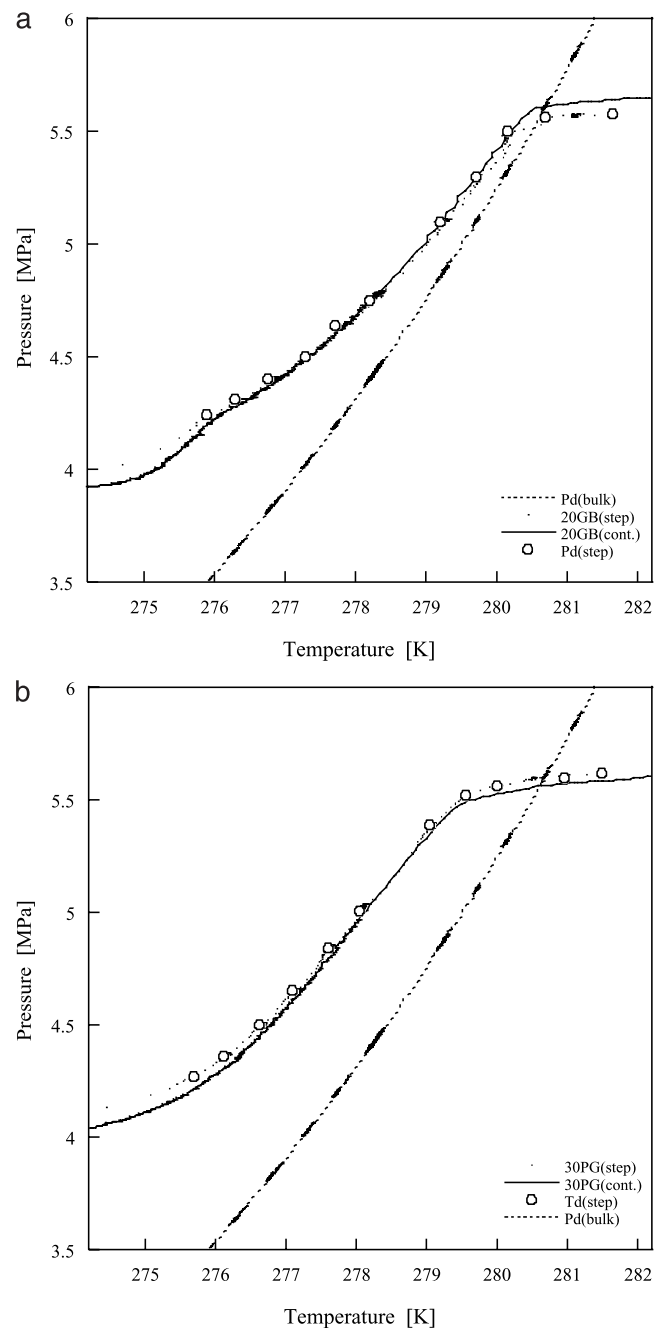 a
6
5.5
5
4.5
4
3.5
Pressure [MPa]
Pd(bulk)
20GB(step)
20GB(cont.)
Pd(step)
275 276 277 278 279 280 281 282
Temperature [K]
b
6
5.5
5
4.5
4
3.5
Pressure [MPa]
30PG(step)
30PG(cont.)
Td(step)
Pd(bulk)
275 276 277 278 279 280 281 282
Temperature [K]